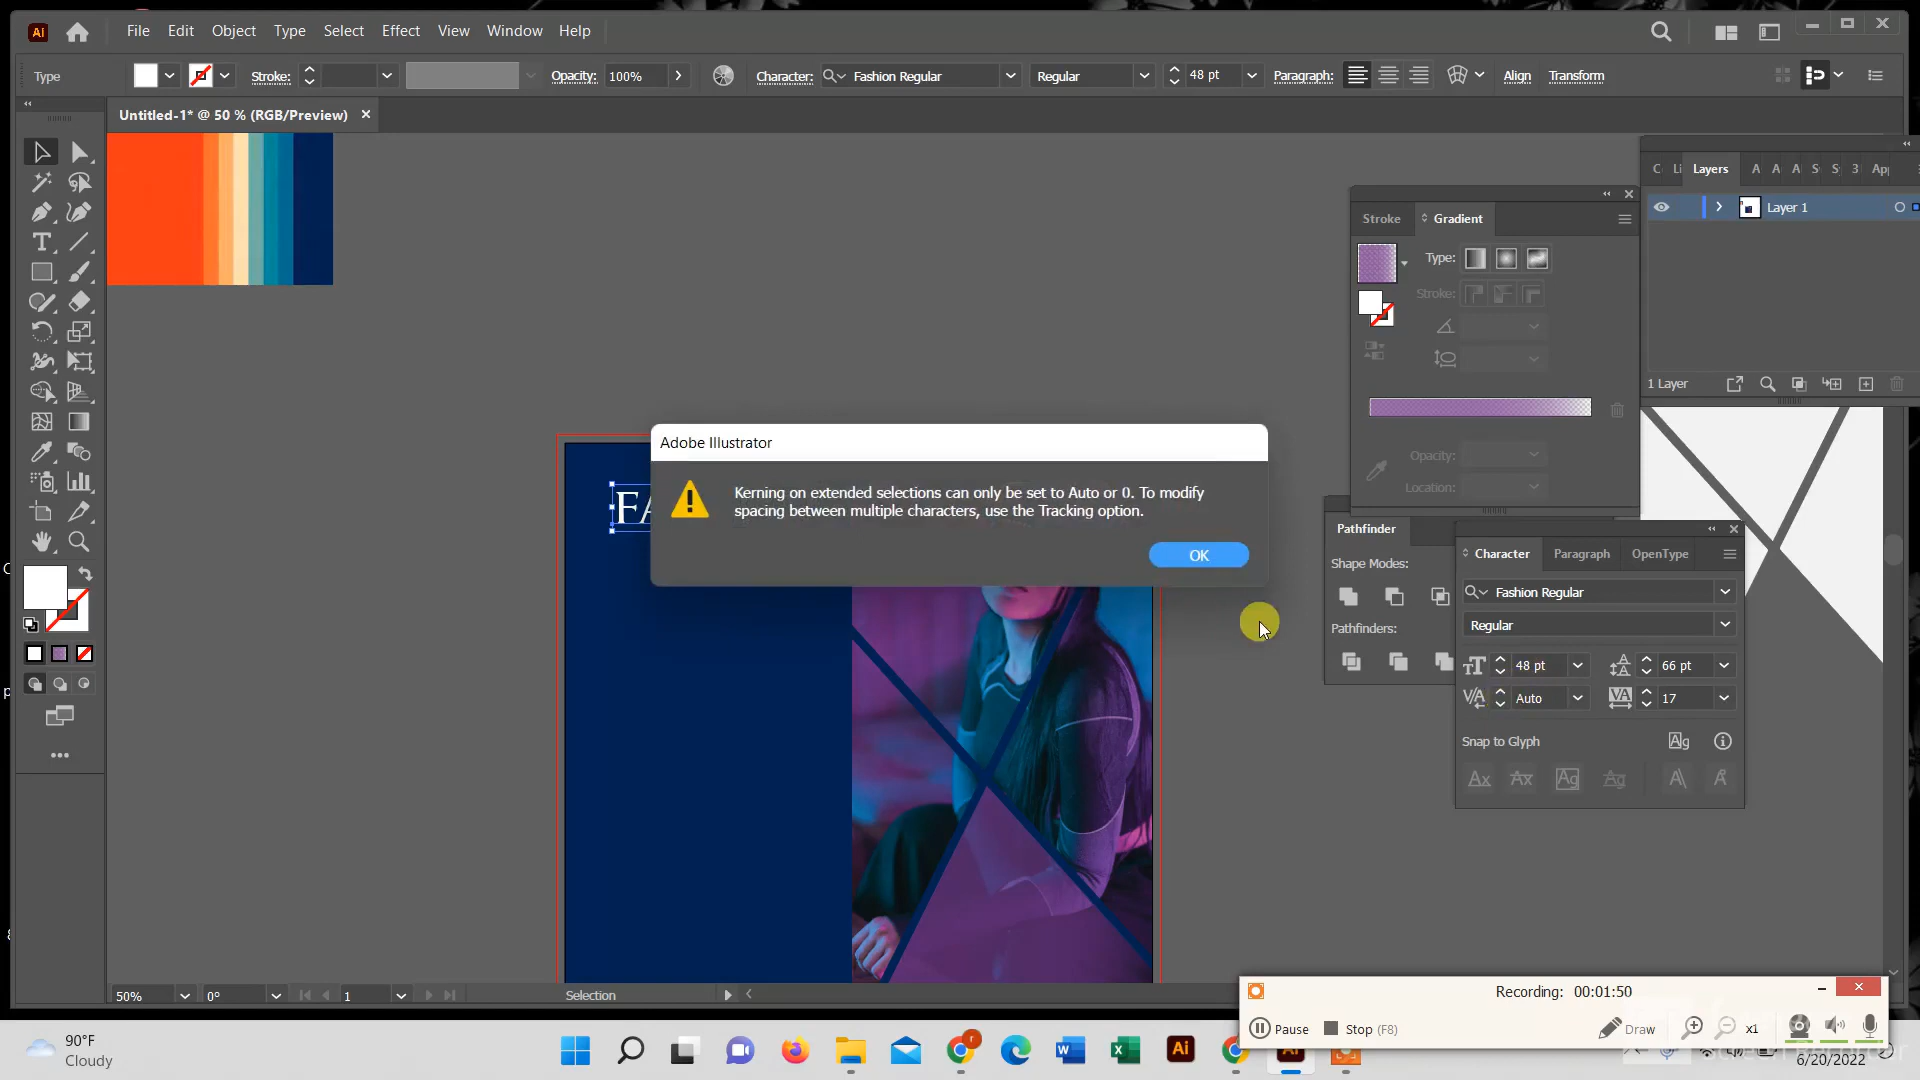 Ai File Edit Object Type Select Effect View Window Help
Type Stroke: Opacity: 100% Character: Fashion Regular Regular 48 pt Paragraph: Align Transform
Untitled-1* @ 50 % (RGB/Preview)
Layers
Layer 1
1 Layer
Stroke Gradient
Type:
Stroke:
Opacity:
Location:
Adobe Illustrator
Kerning on extended selections can only be set to Auto or 0. To modify
spacing between multiple characters, use the Tracking option.
OK
FA
Pathfinder
Shape Modes:
Pathfinders:
Character Paragraph OpenType
Fashion Regular
Regular
48 pt 66 pt
Auto 17
Snap to Glyph
50% 0° 1 Selection
Recording: 00:01:50
Pause Stop (F8) Draw x1
90°F
Cloudy
6/20/2022